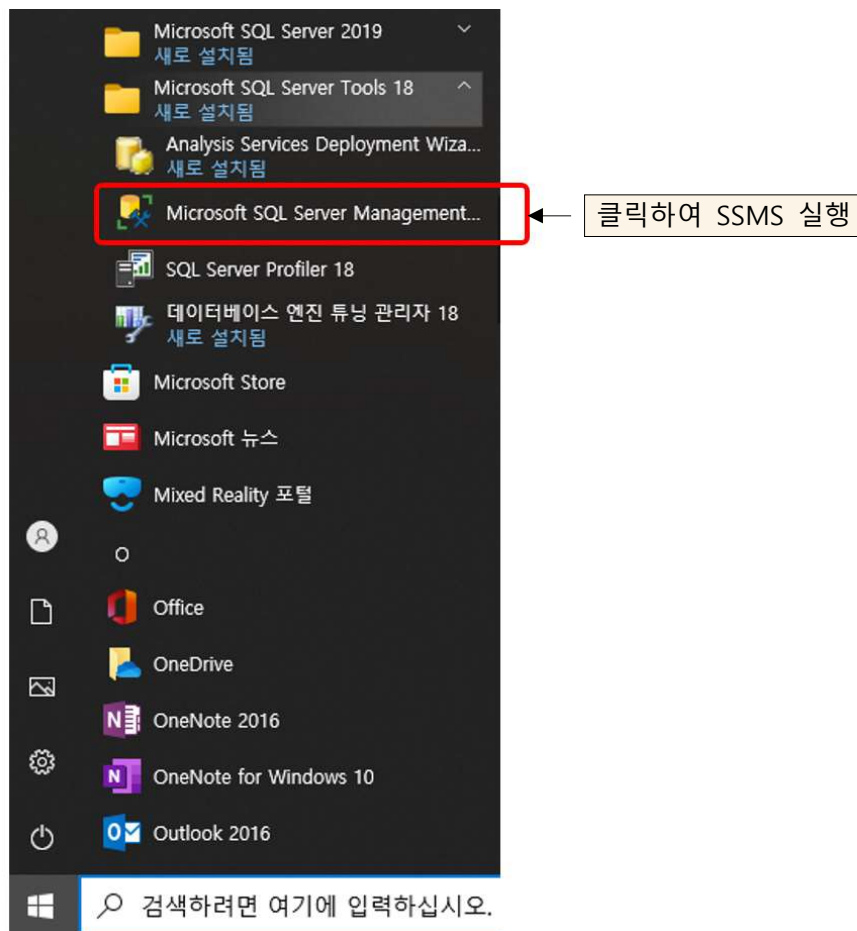 Microsoft SQL Server 2019
새로 설치됨
Microsoft SQL Server Tools 18
새로 설치됨
Analysis Services Deployment Wiza...
새로 설치됨
Microsoft SQL Server Management...
클릭하여 SSMS 실행
SQL Server Profiler 18
데이터베이스 엔진 튜닝 관리자 18
새로 설치됨
Microsoft Store
Microsoft 뉴스
Mixed Reality 포털
O
Office
OneDrive
OneNote 2016
OneNote for Windows 10
Outlook 2016
검색하려면 여기에 입력하십시오.